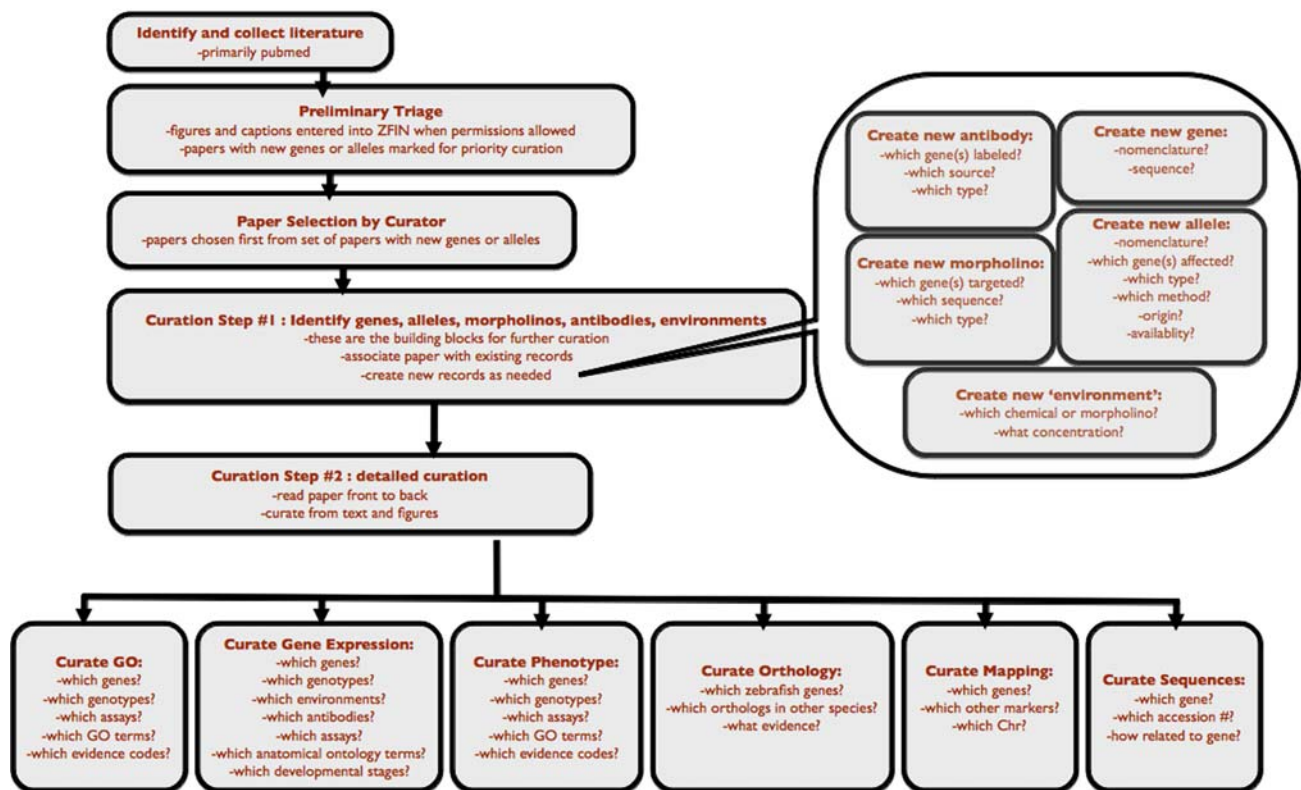 Identify and collect literature
-primarily pubmed
Preliminary Triage
-figures and captions entered into ZFIN when permissions allowed
-papers with new genes or alleles marked for priority curation
Paper Selection by Curator
-papers chosen first from set of papers with new genes or alleles
Curation Step #1 : Identify genes, alleles, morpholinos, antibodies, environments
-these are the building blocks for further curation
-associate paper with existing records
-create new records as needed
Create new antibody:
-which gene(s) labeled?
-which source?
-which type?
Create new gene:
-nomenclature?
-sequence?
Create new morpholino:
-which gene(s) targeted?
-which sequence?
-which type?
Create new allele:
-nomenclature?
-which gene(s) affected?
-which type?
-which method?
-origin?
-availablity?
Create new ‘environment’:
-which chemical or morpholino?
-what concentration?
Curation Step #2 : detailed curation
-read paper front to back
-curate from text and figures
Curate GO:
-which genes?
-which genotypes?
-which assays?
-which GO terms?
-which evidence codes?
Curate Gene Expression:
-which genes?
-which genotypes?
-which environments?
-which antibodies?
-which assays?
-which anatomical ontology terms?
-which developmental stages?
Curate Phenotype:
-which genes?
-which genotypes?
-which assays?
-which GO terms?
-which evidence codes?
Curate Orthology:
-which zebrafish genes?
-which orthologs in other species?
-what evidence?
Curate Mapping:
-which genes?
-which other markers?
-which Chr?
Curate Sequences:
-which gene?
-which accession #?
-how related to gene?